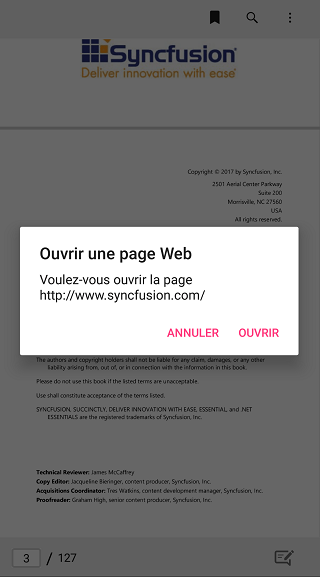 Syncfusion
Deliver innovation with ease
Copyright © 2017 by Syncfusion, Inc.
2501 Aerial Center Parkway
Suite 200
Morrisville, NC 27560
USA
All rights reserved.
Ouvrir une page Web
Voulez-vous ouvrir la page
http://www.syncfusion.com/
ANNULER
OUVRIR
The authors and copyright holders shall not be liable for any claim, damages, or any other
liability arising from, out of, or in connection with the information in this book.
Please do not use this book if the listed terms are unacceptable.
Use shall constitute acceptance of the terms listed.
SYNCFUSION, SUCCINCTLY, DELIVER INNOVATION WITH EASE, ESSENTIAL, and .NET
ESSENTIALS are the registered trademarks of Syncfusion, Inc.
Technical Reviewer: James McCaffrey
Copy Editor: Jacqueline Bieringer, content producer, Syncfusion, Inc.
Acquisitions Coordinator: Tres Watkins, content development manager, Syncfusion, Inc.
Proofreader: Graham High, senior content producer, Syncfusion, Inc.
3 / 127